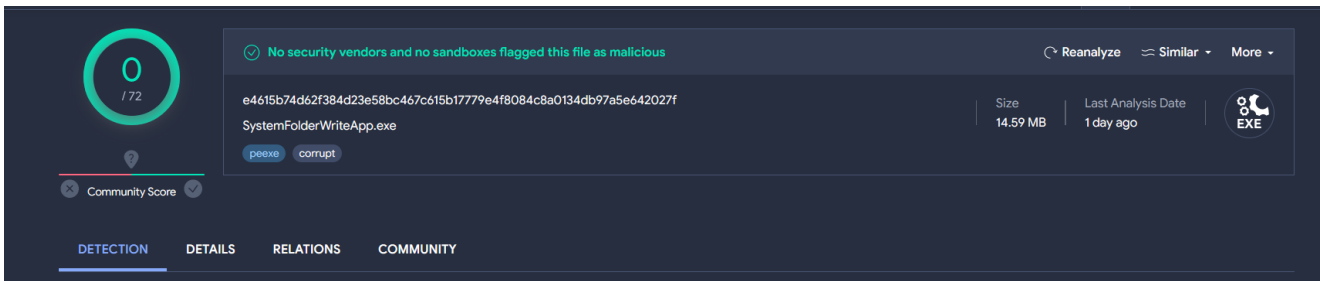 No security vendors and no sandboxes flagged this file as malicious
Reanalyze
Similar
More
0
/ 72
e4615b74d62f384d23e58bc467c615b17779e4f8084c8a0134db97a5e642027f
SystemFolderWriteApp.exe
peexe
corrupt
Size
14.59 MB
Last Analysis Date
1 day ago
EXE
?
Community Score
DETECTION
DETAILS
RELATIONS
COMMUNITY